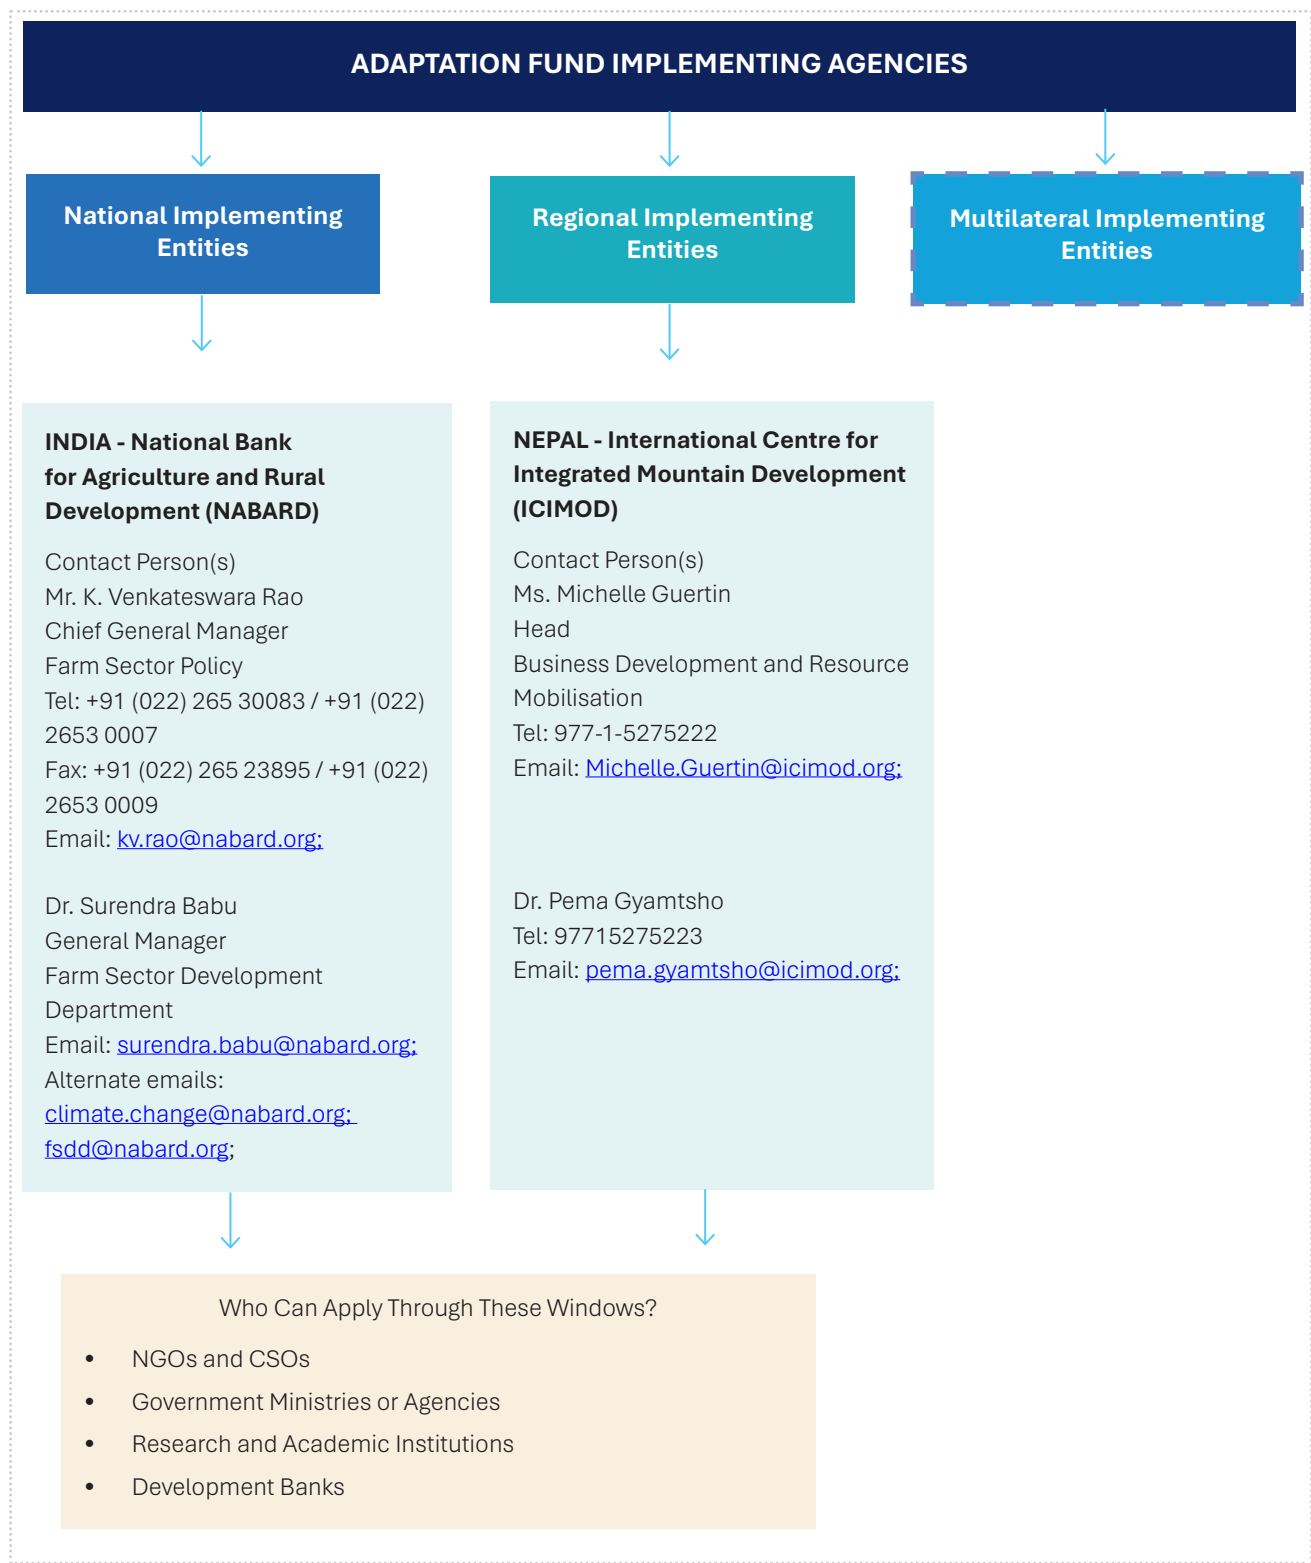 ADAPTATION FUND IMPLEMENTING AGENCIES
National Implementing
Entities
Regional Implementing
Entities
Multilateral Implementing
Entities
INDIA - National Bank
for Agriculture and Rural
Development (NABARD)
Contact Person(s)
Mr. K. Venkateswara Rao
Chief General Manager
Farm Sector Policy
Tel: +91 (022) 265 30083 / +91 (022)
2653 0007
Fax: +91 (022) 265 23895 / +91 (022)
2653 0009
Email: kv.rao@nabard.org;
Dr. Surendra Babu
General Manager
Farm Sector Development
Department
Email: surendra.babu@nabard.org;
Alternate emails:
climate.change@nabard.org;
fsdd@nabard.org;
NEPAL - International Centre for
Integrated Mountain Development
(ICIMOD)
Contact Person(s)
Ms. Michelle Guertin
Head
Business Development and Resource
Mobilisation
Tel: 977-1-5275222
Email: Michelle.Guertin@icimod.org;
Dr. Pema Gyamtsho
Tel: 97715275223
Email: pema.gyamtsho@icimod.org;
Who Can Apply Through These Windows?
• NGOs and CSOs
• Government Ministries or Agencies
• Research and Academic Institutions
• Development Banks